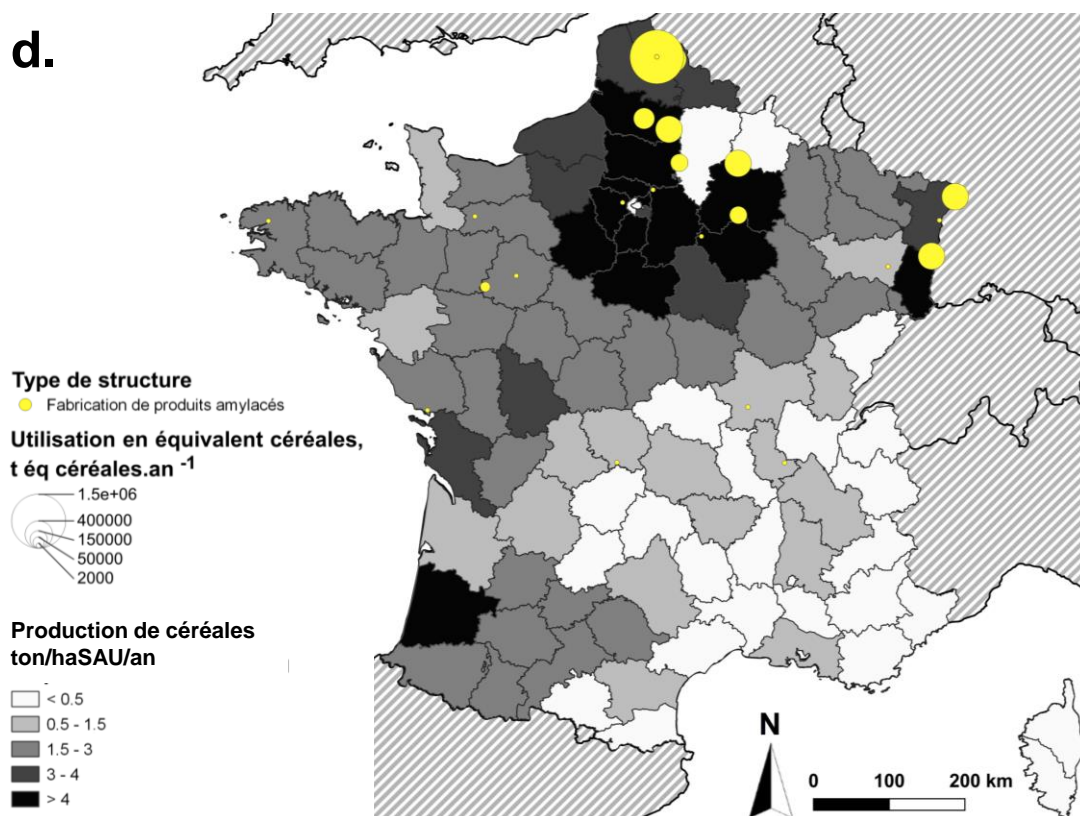 d.
Type de structure
Fabrication de produits amylacés
Utilisation en équivalent céréales,
t éq céréales.an -1
1.5e+06
400000
150000
50000
2000
Production de céréales
ton/haSAU/an
< 0.5
0.5 - 1.5
1.5 - 3
3 - 4
> 4
N
0 100 200 km